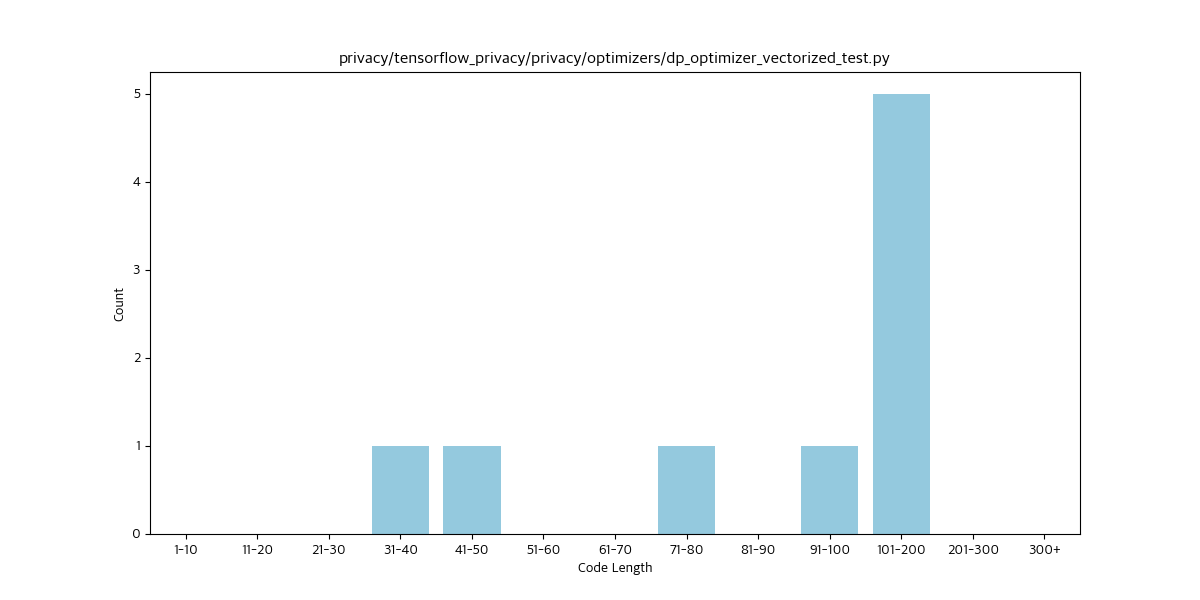 privacy/tensorflow_privacy/privacy/optimizers/dp_optimizer_vectorized_test.py
5
4
3
2
1
0
Count
1-10 11-20 21-30 31-40 41-50 51-60 61-70 71-80 81-90 91-100 101-200 201-300 300+
Code Length